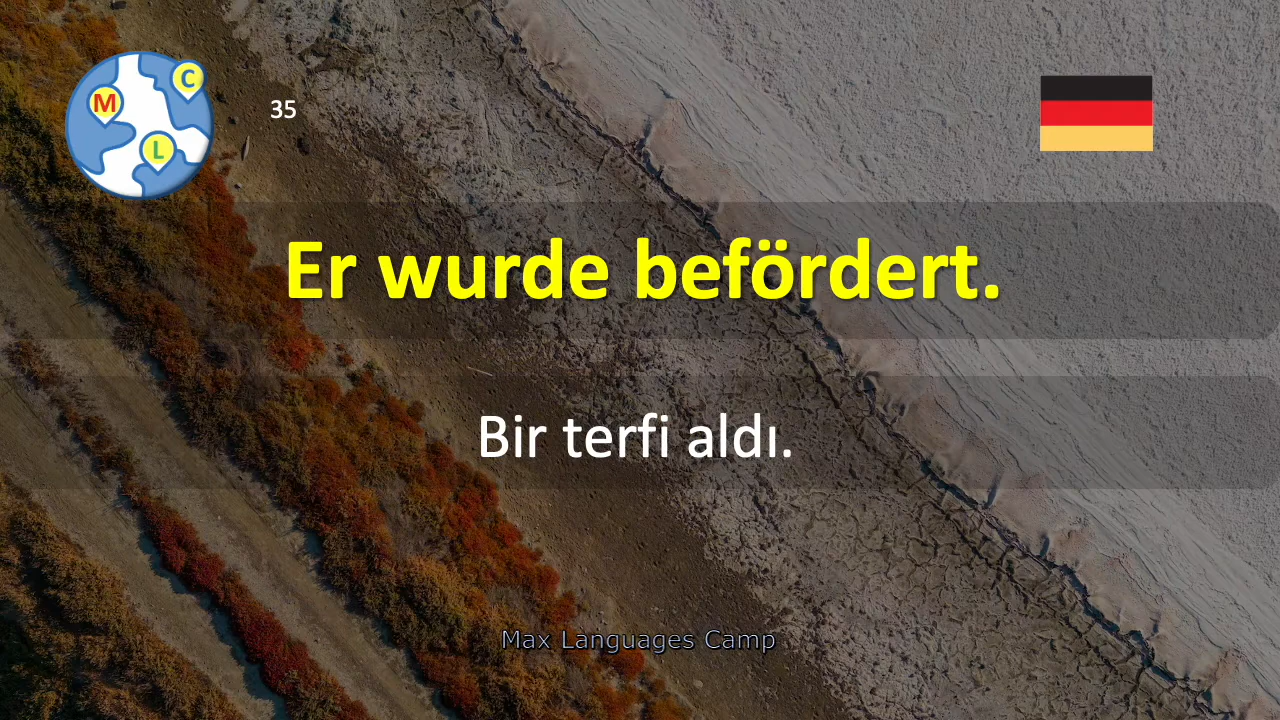 C
M
L
35
Er wurde befördert.
Bir terfi aldı.
Max Languages Camp